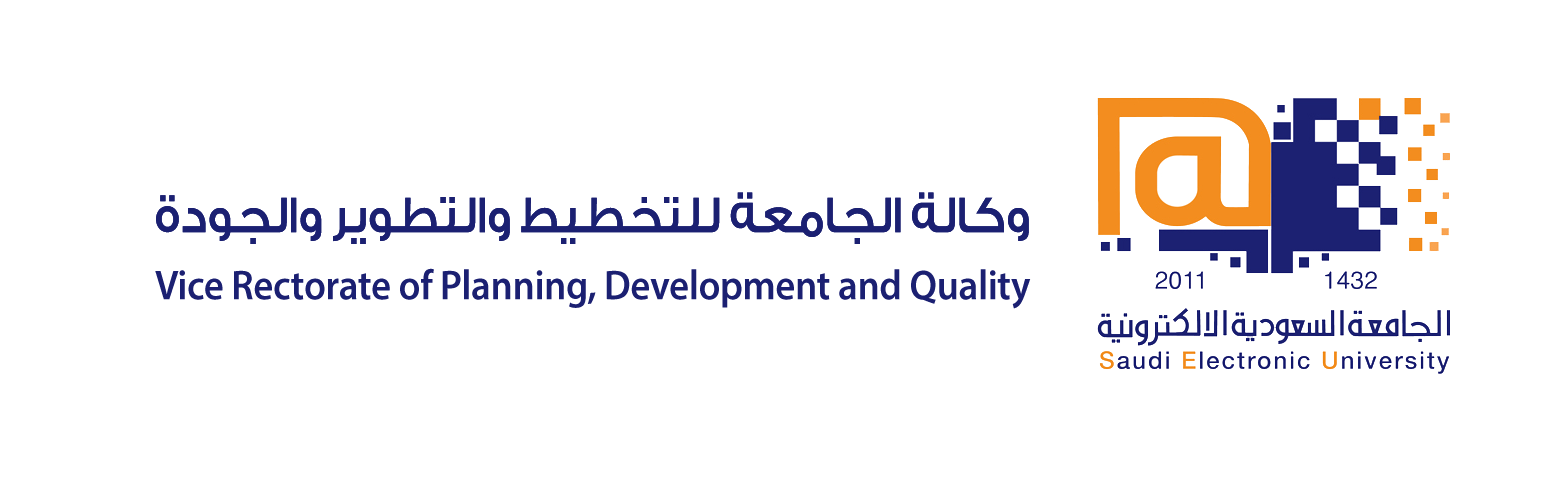 وكالة الجامعة للتخطيط والتطوير والجودة
Vice Rectorate of Planning, Development and Quality
2011 1432
الجامعة السعودية الالكترونية
Saudi Electronic University